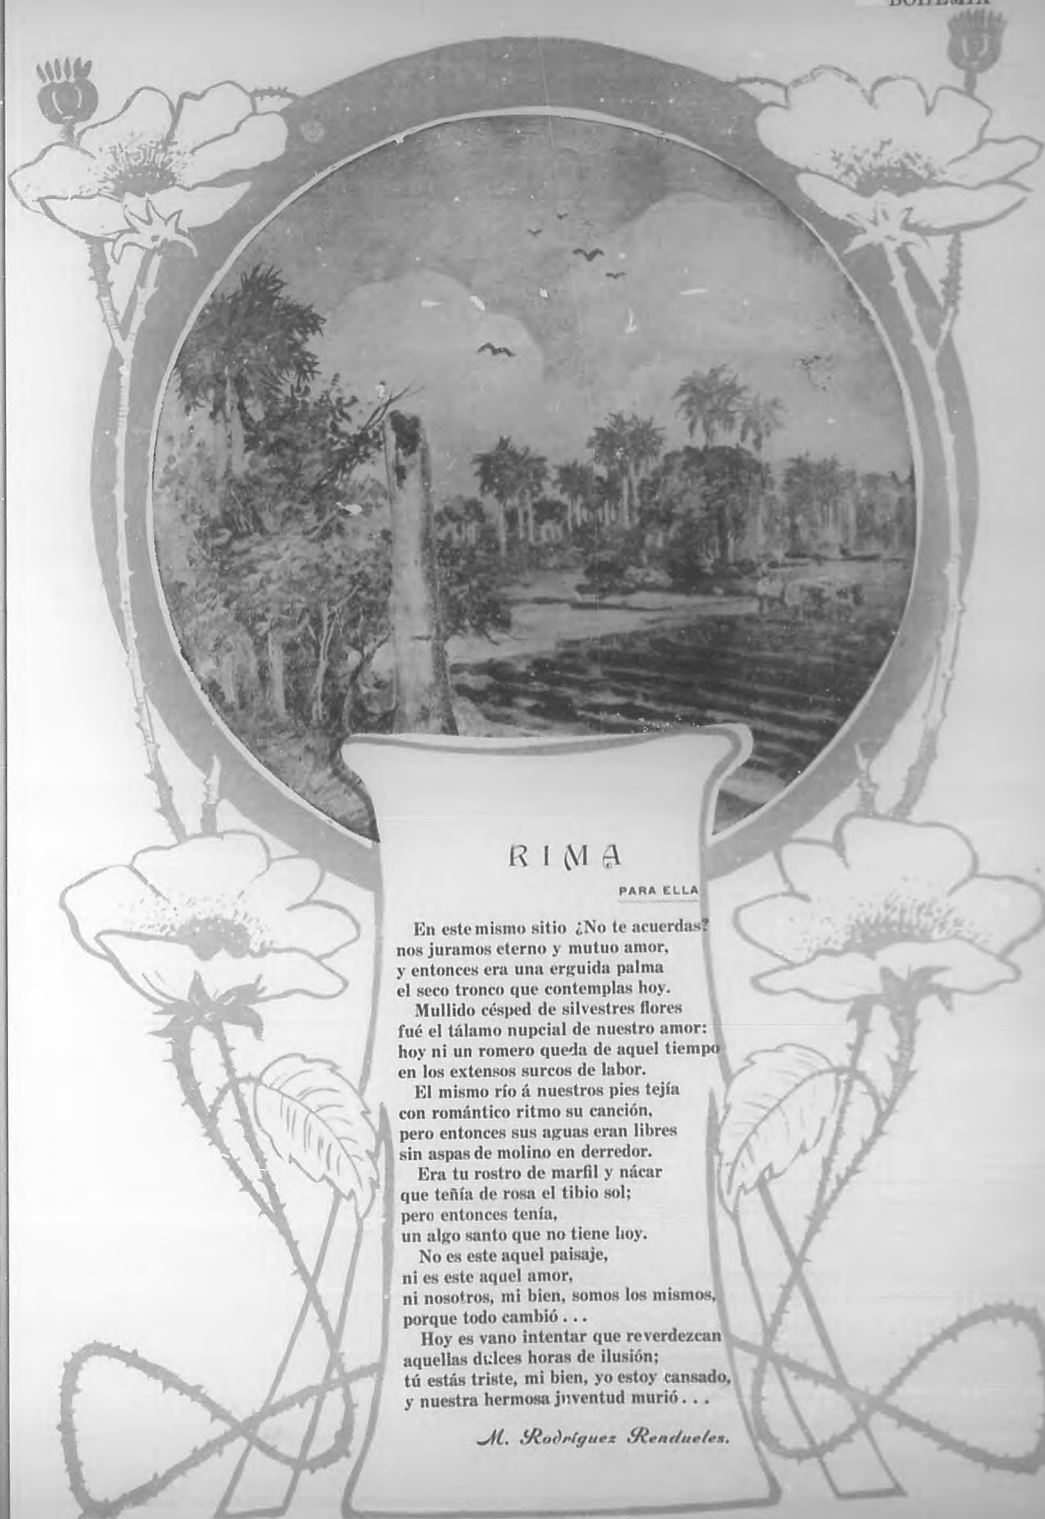 BOHEMIA
RIMA
PARA ELLA
En este mismo sitio ¿No te acuerdas?
nos juramos eterno y mutuo amor,
y entonces era una erguida palma
el seco tronco que contemplas hoy.
Mullido césped de silvestres flores
fué el tálamo nupcial de nuestro amor:
hoy ni un romero queda de aquel tiempo
en los extensos surcos de labor.
El mismo río á nuestros pies tejía
con romántico ritmo su canción,
pero entonces sus aguas eran libres
sin aspas de molino en derredor.
Era tu rostro de marfil y nácar
que teñía de rosa el tibio sol;
pero entonces tenía,
un algo santo que no tiene hoy.
No es este aquel paisaje,
ni es este aquel amor,
ni nosotros, mi bien, somos los mismos,
porque todo cambió . . .
Hoy es vano intentar que reverdezcan
aquellas dulces horas de ilusión;
tú estás triste, mi bien, yo estoy cansado,
y nuestra hermosa juventud murió . . .
M. Rodríguez Rendueles.